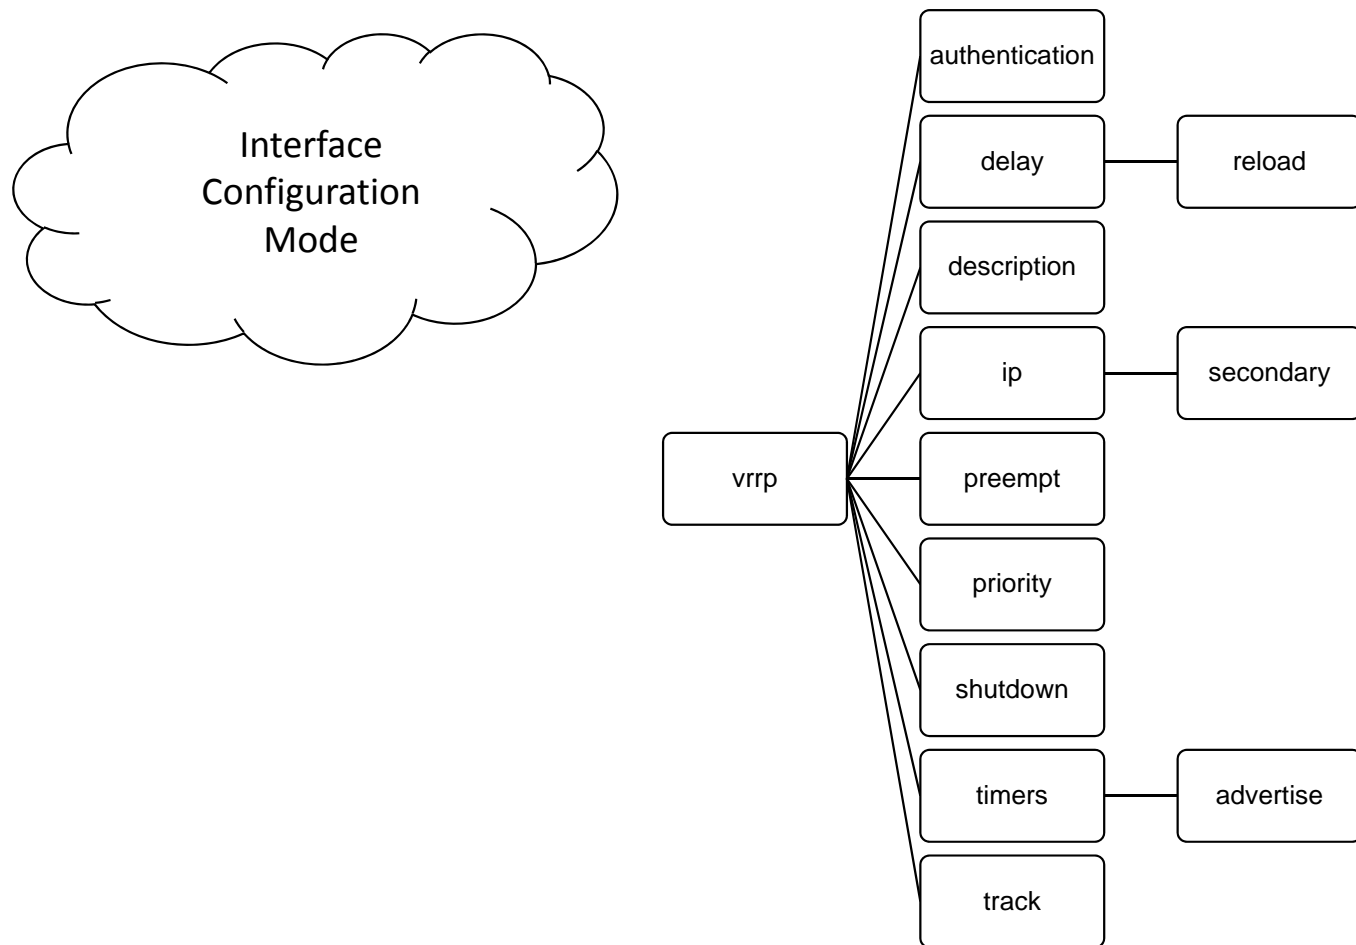 Interface
Configuration
Mode
authentication
delay
reload
description
ip
secondary
vrrp
preempt
priority
shutdown
timers
advertise
track